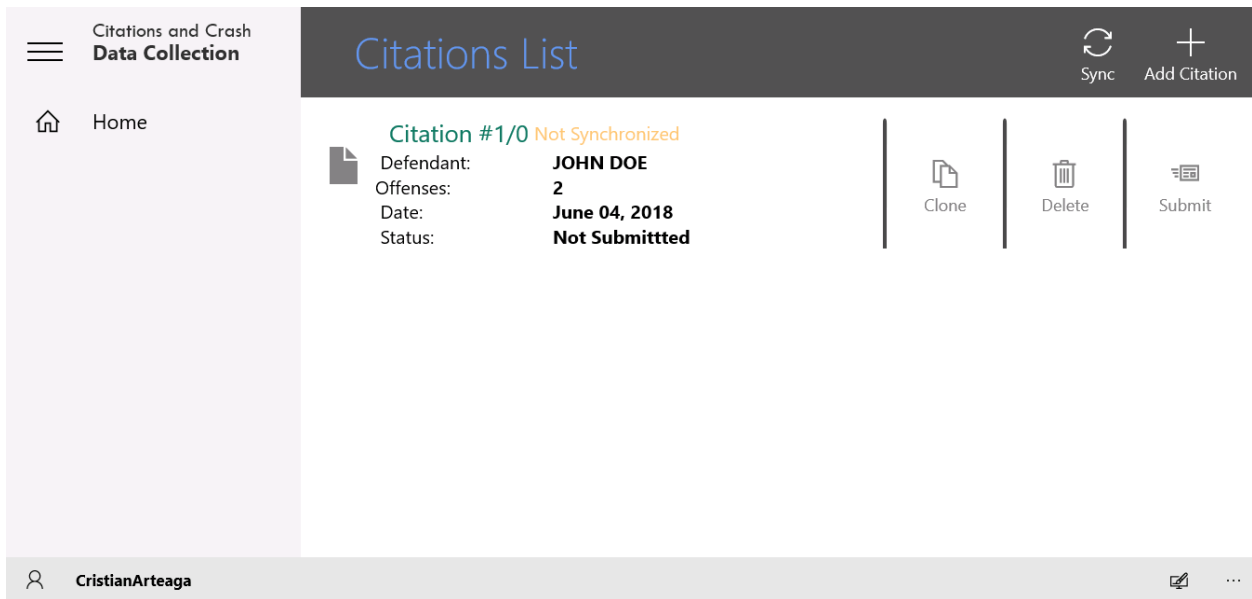 Citations and Crash
Data Collection
Citations List
Sync
Add Citation
Home
Citation #1/0 Not Synchronized
Defendant: JOHN DOE
Offenses: 2
Date: June 04, 2018
Status: Not Submittted
Clone
Delete
Submit
CristianArteaga